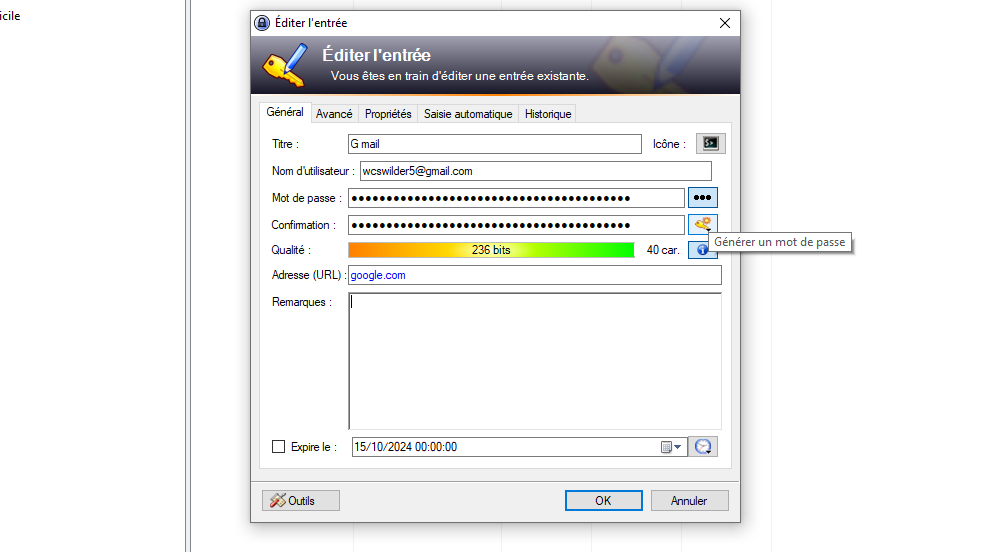 icile
Éditer l'entrée
Éditer l'entrée
Vous êtes en train d'éditer une entrée existante.
Général Avancé Propriétés Saisie automatique Historique
Titre : G mail Icône :
Nom d'utilisateur : wcswilder5@gmail.com
Mot de passe : ●●●●●●●●●●●●●●●●●●●●●●●●●●●●●●●●●●●●●●●●
Confirmation : ●●●●●●●●●●●●●●●●●●●●●●●●●●●●●●●●●●●●●●●●
Générer un mot de passe
Qualité : 236 bits 40 car.
Adresse (URL) : google.com
Remarques :
Expire le : 15/10/2024 00:00:00
Outils OK Annuler